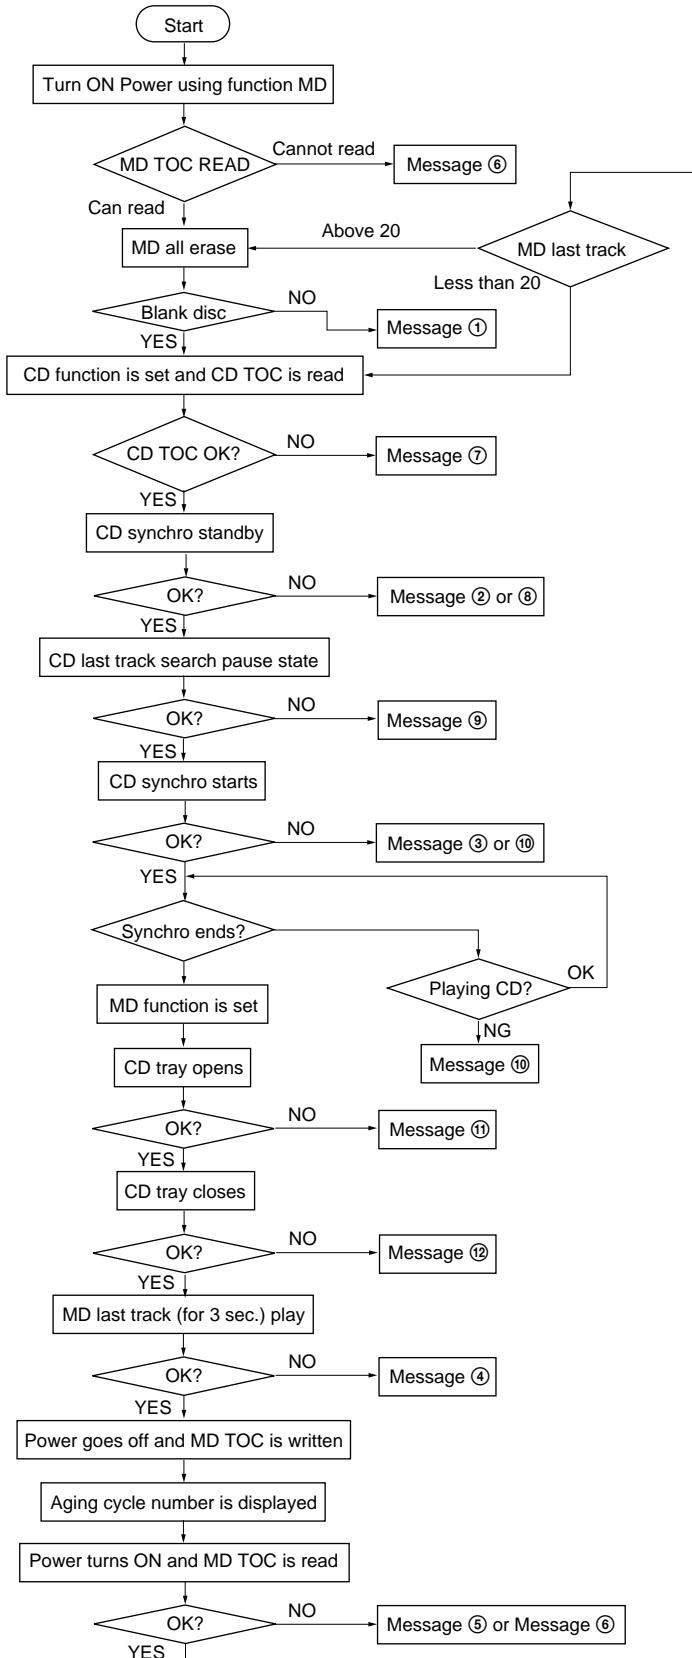 Start
Turn ON Power using function MD
MD TOC READ
Cannot read
Message ⑥
Can read
MD all erase
Above 20
MD last track
Less than 20
Blank disc
NO
Message ①
YES
CD function is set and CD TOC is read
CD TOC OK?
NO
Message ⑦
YES
CD synchro standby
OK?
NO
Message ② or ⑧
YES
CD last track search pause state
OK?
NO
Message ⑨
YES
CD synchro starts
OK?
NO
Message ③ or ⑩
YES
Synchro ends?
Playing CD?
OK
NG
Message ⑩
MD function is set
CD tray opens
OK?
NO
Message ⑪
YES
CD tray closes
OK?
NO
Message ⑫
YES
MD last track (for 3 sec.) play
OK?
NO
Message ④
YES
Power goes off and MD TOC is written
Aging cycle number is displayed
Power turns ON and MD TOC is read
OK?
NO
Message ⑤ or Message ⑥
YES